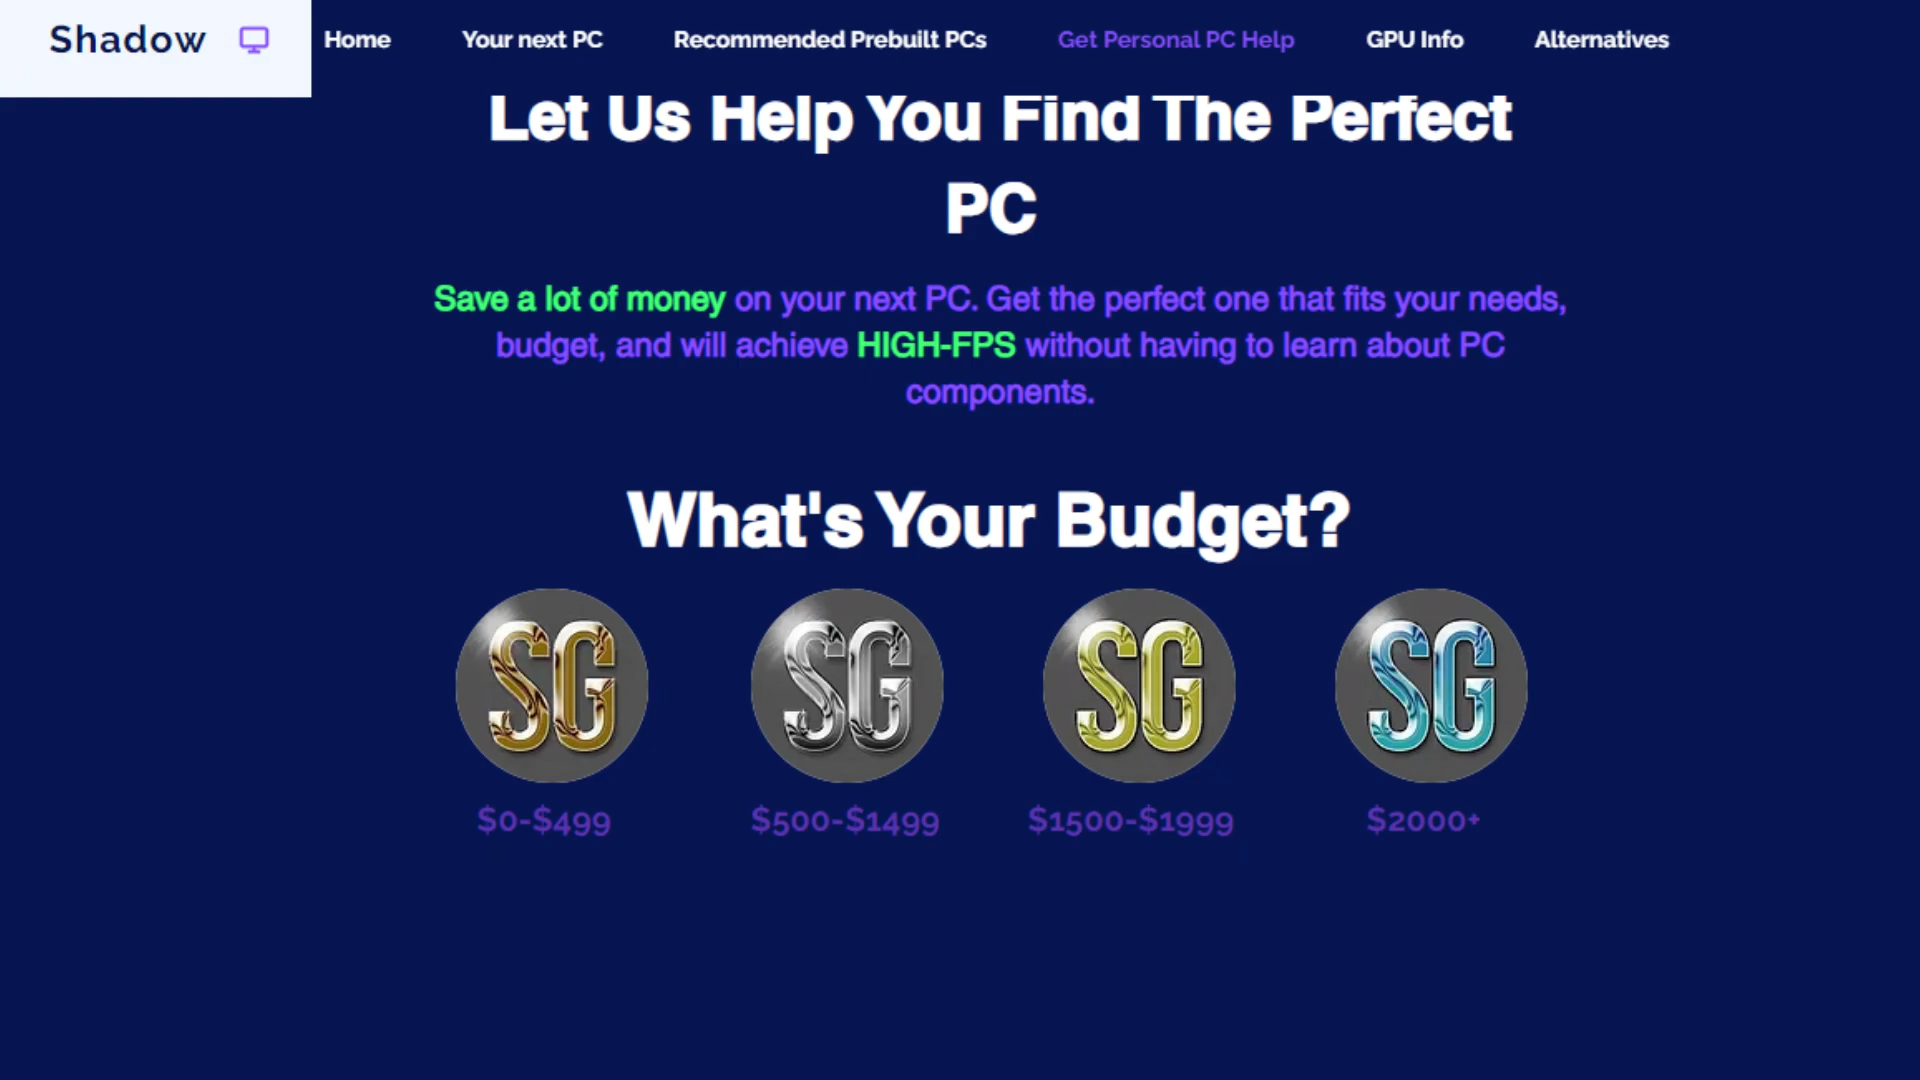 Shadow
Home
Your next PC
Recommended Prebuilt PCs
Get Personal PC Help
GPU Info
Alternatives
Let Us Help You Find The Perfect
PC
Save a lot of money on your next PC. Get the perfect one that fits your needs,
budget, and will achieve HIGH-FPS without having to learn about PC
components.
What's Your Budget?
SG
SG
SG
SG
$0-$499
$500-$1499
$1500-$1999
$2000+